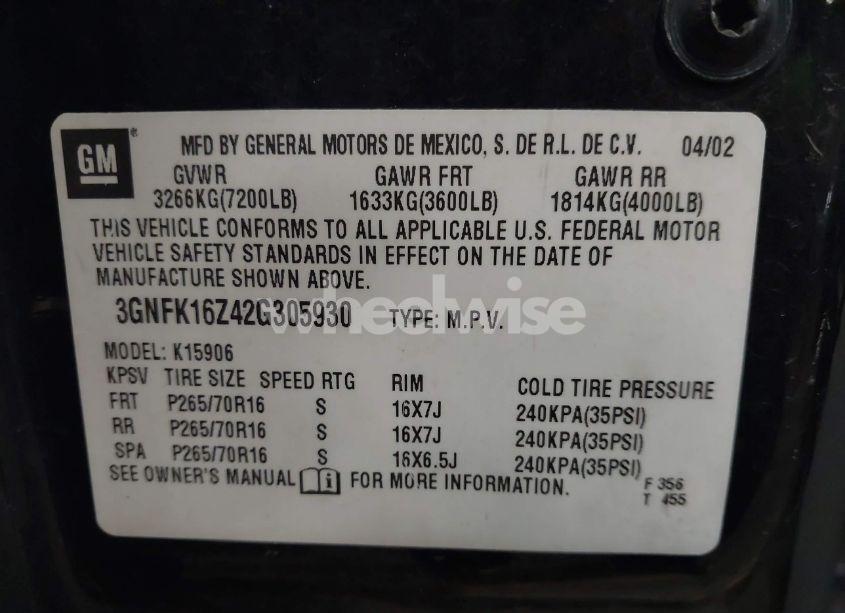 GM
MFD BY GENERAL MOTORS DE MEXICO, S. DE R.L. DE C.V. 04/02
GVWR GAWR FRT GAWR RR
3266KG(7200LB) 1633KG(3600LB) 1814KG(4000LB)
THIS VEHICLE CONFORMS TO ALL APPLICABLE U.S. FEDERAL MOTOR
VEHICLE SAFETY STANDARDS IN EFFECT ON THE DATE OF
MANUFACTURE SHOWN ABOVE.
3GNFK16Z42G305930 TYPE: M.P.V.
wheelwise
MODEL: K15906
KPSV TIRE SIZE SPEED RTG RIM COLD TIRE PRESSURE
FRT P265/70R16 S 16X7J 240KPA(35PSI)
RR P265/70R16 S 16X7J 240KPA(35PSI)
SPA P265/70R16 S 16X6.5J 240KPA(35PSI)
SEE OWNER'S MANUAL i FOR MORE INFORMATION.
F 356
T 455